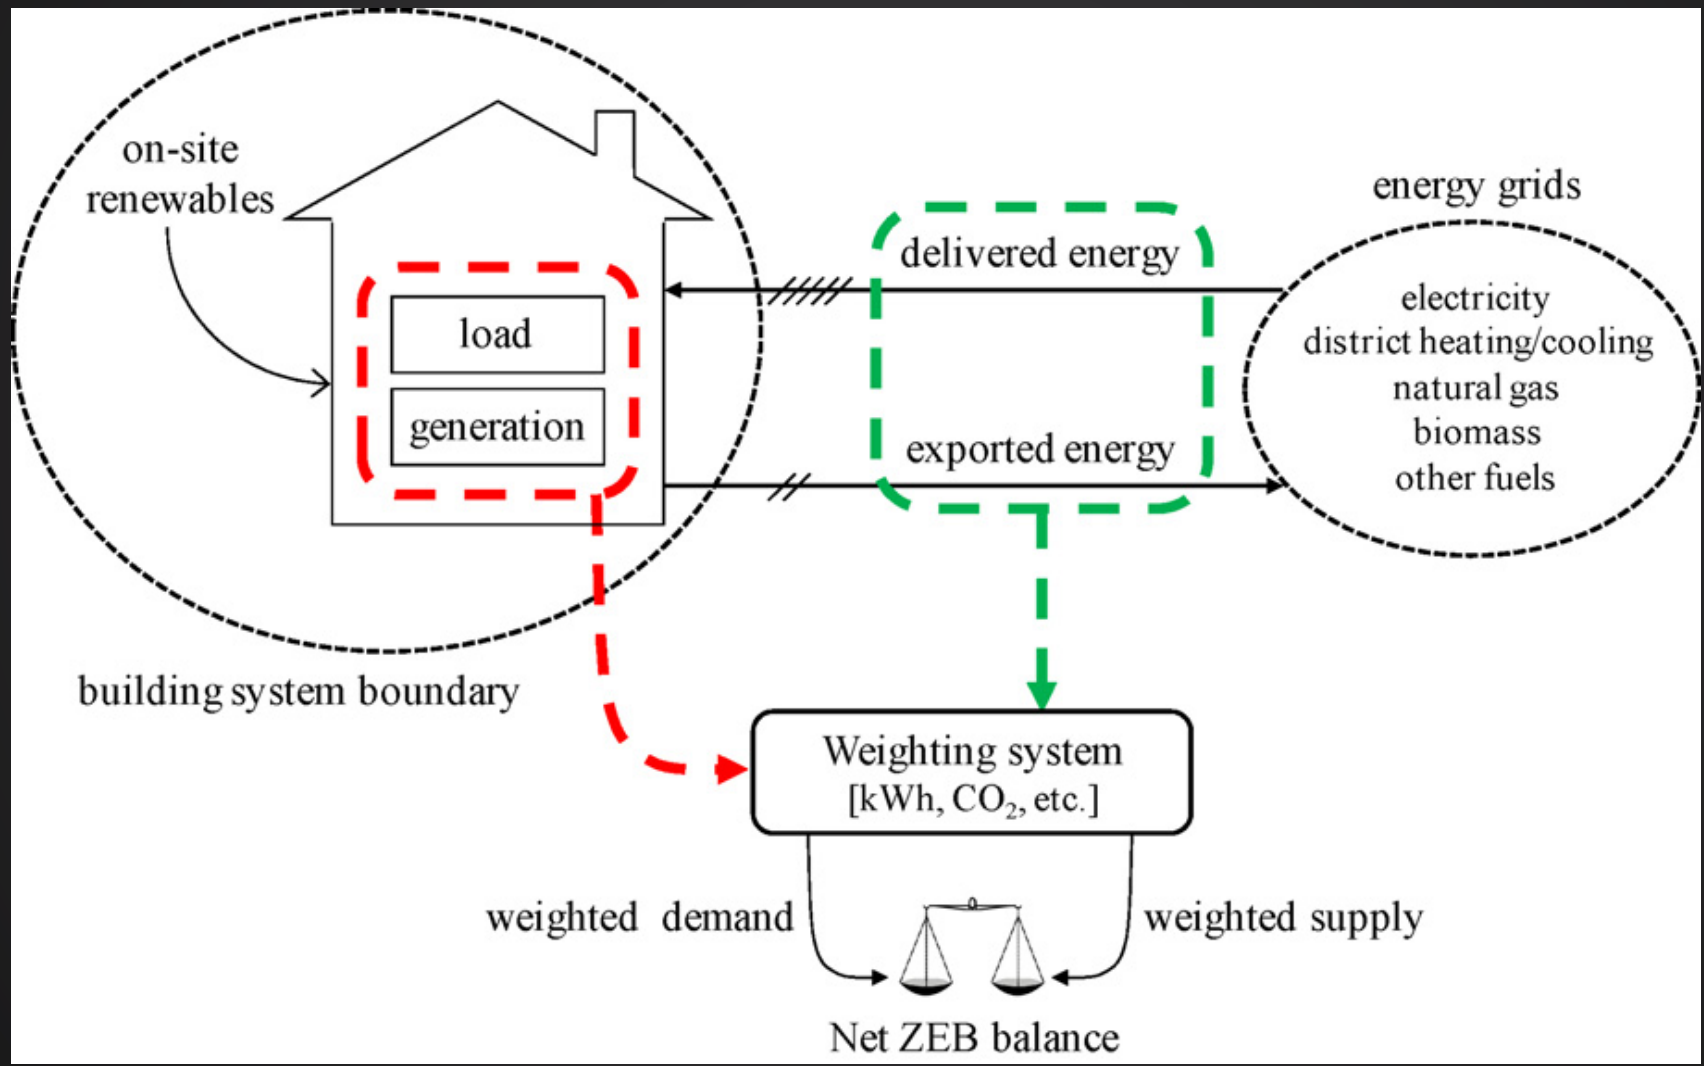 on-site
renewables
load
generation
building system boundary
delivered energy
exported energy
energy grids
electricity
district heating/cooling
natural gas
biomass
other fuels
Weighting system
[kWh, CO₂, etc.]
weighted demand
weighted supply
Net ZEB balance